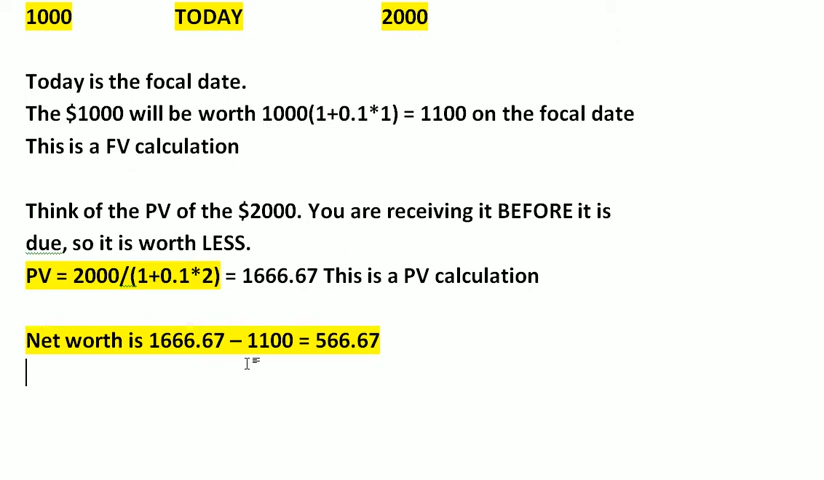 1000 TODAY 2000
Today is the focal date.
The $1000 will be worth 1000(1+0.1*1) = 1100 on the focal date
This is a FV calculation
Think of the PV of the $2000. You are receiving it BEFORE it is
due, so it is worth LESS.
PV = 2000/(1+0.1*2) = 1666.67 This is a PV calculation
Net worth is 1666.67 – 1100 = 566.67